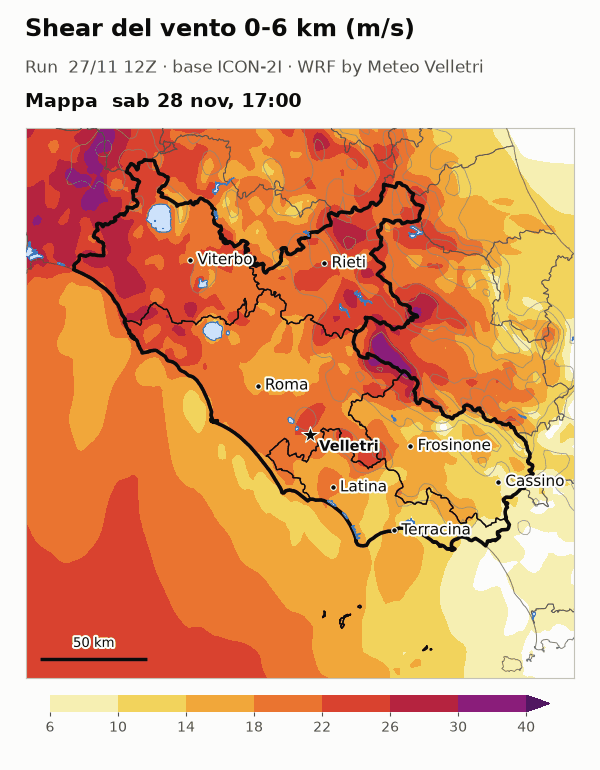 Shear del vento 0-6 km (m/s)
Run  27/11 12Z · base ICON-2I · WRF by Meteo Velletri
Mappa  sab 28 nov, 17:00
Viterbo
Rieti
Roma
Velletri
Frosinone
Latina
Cassino
Terracina
50 km
6 10 14 18 22 26 30 40